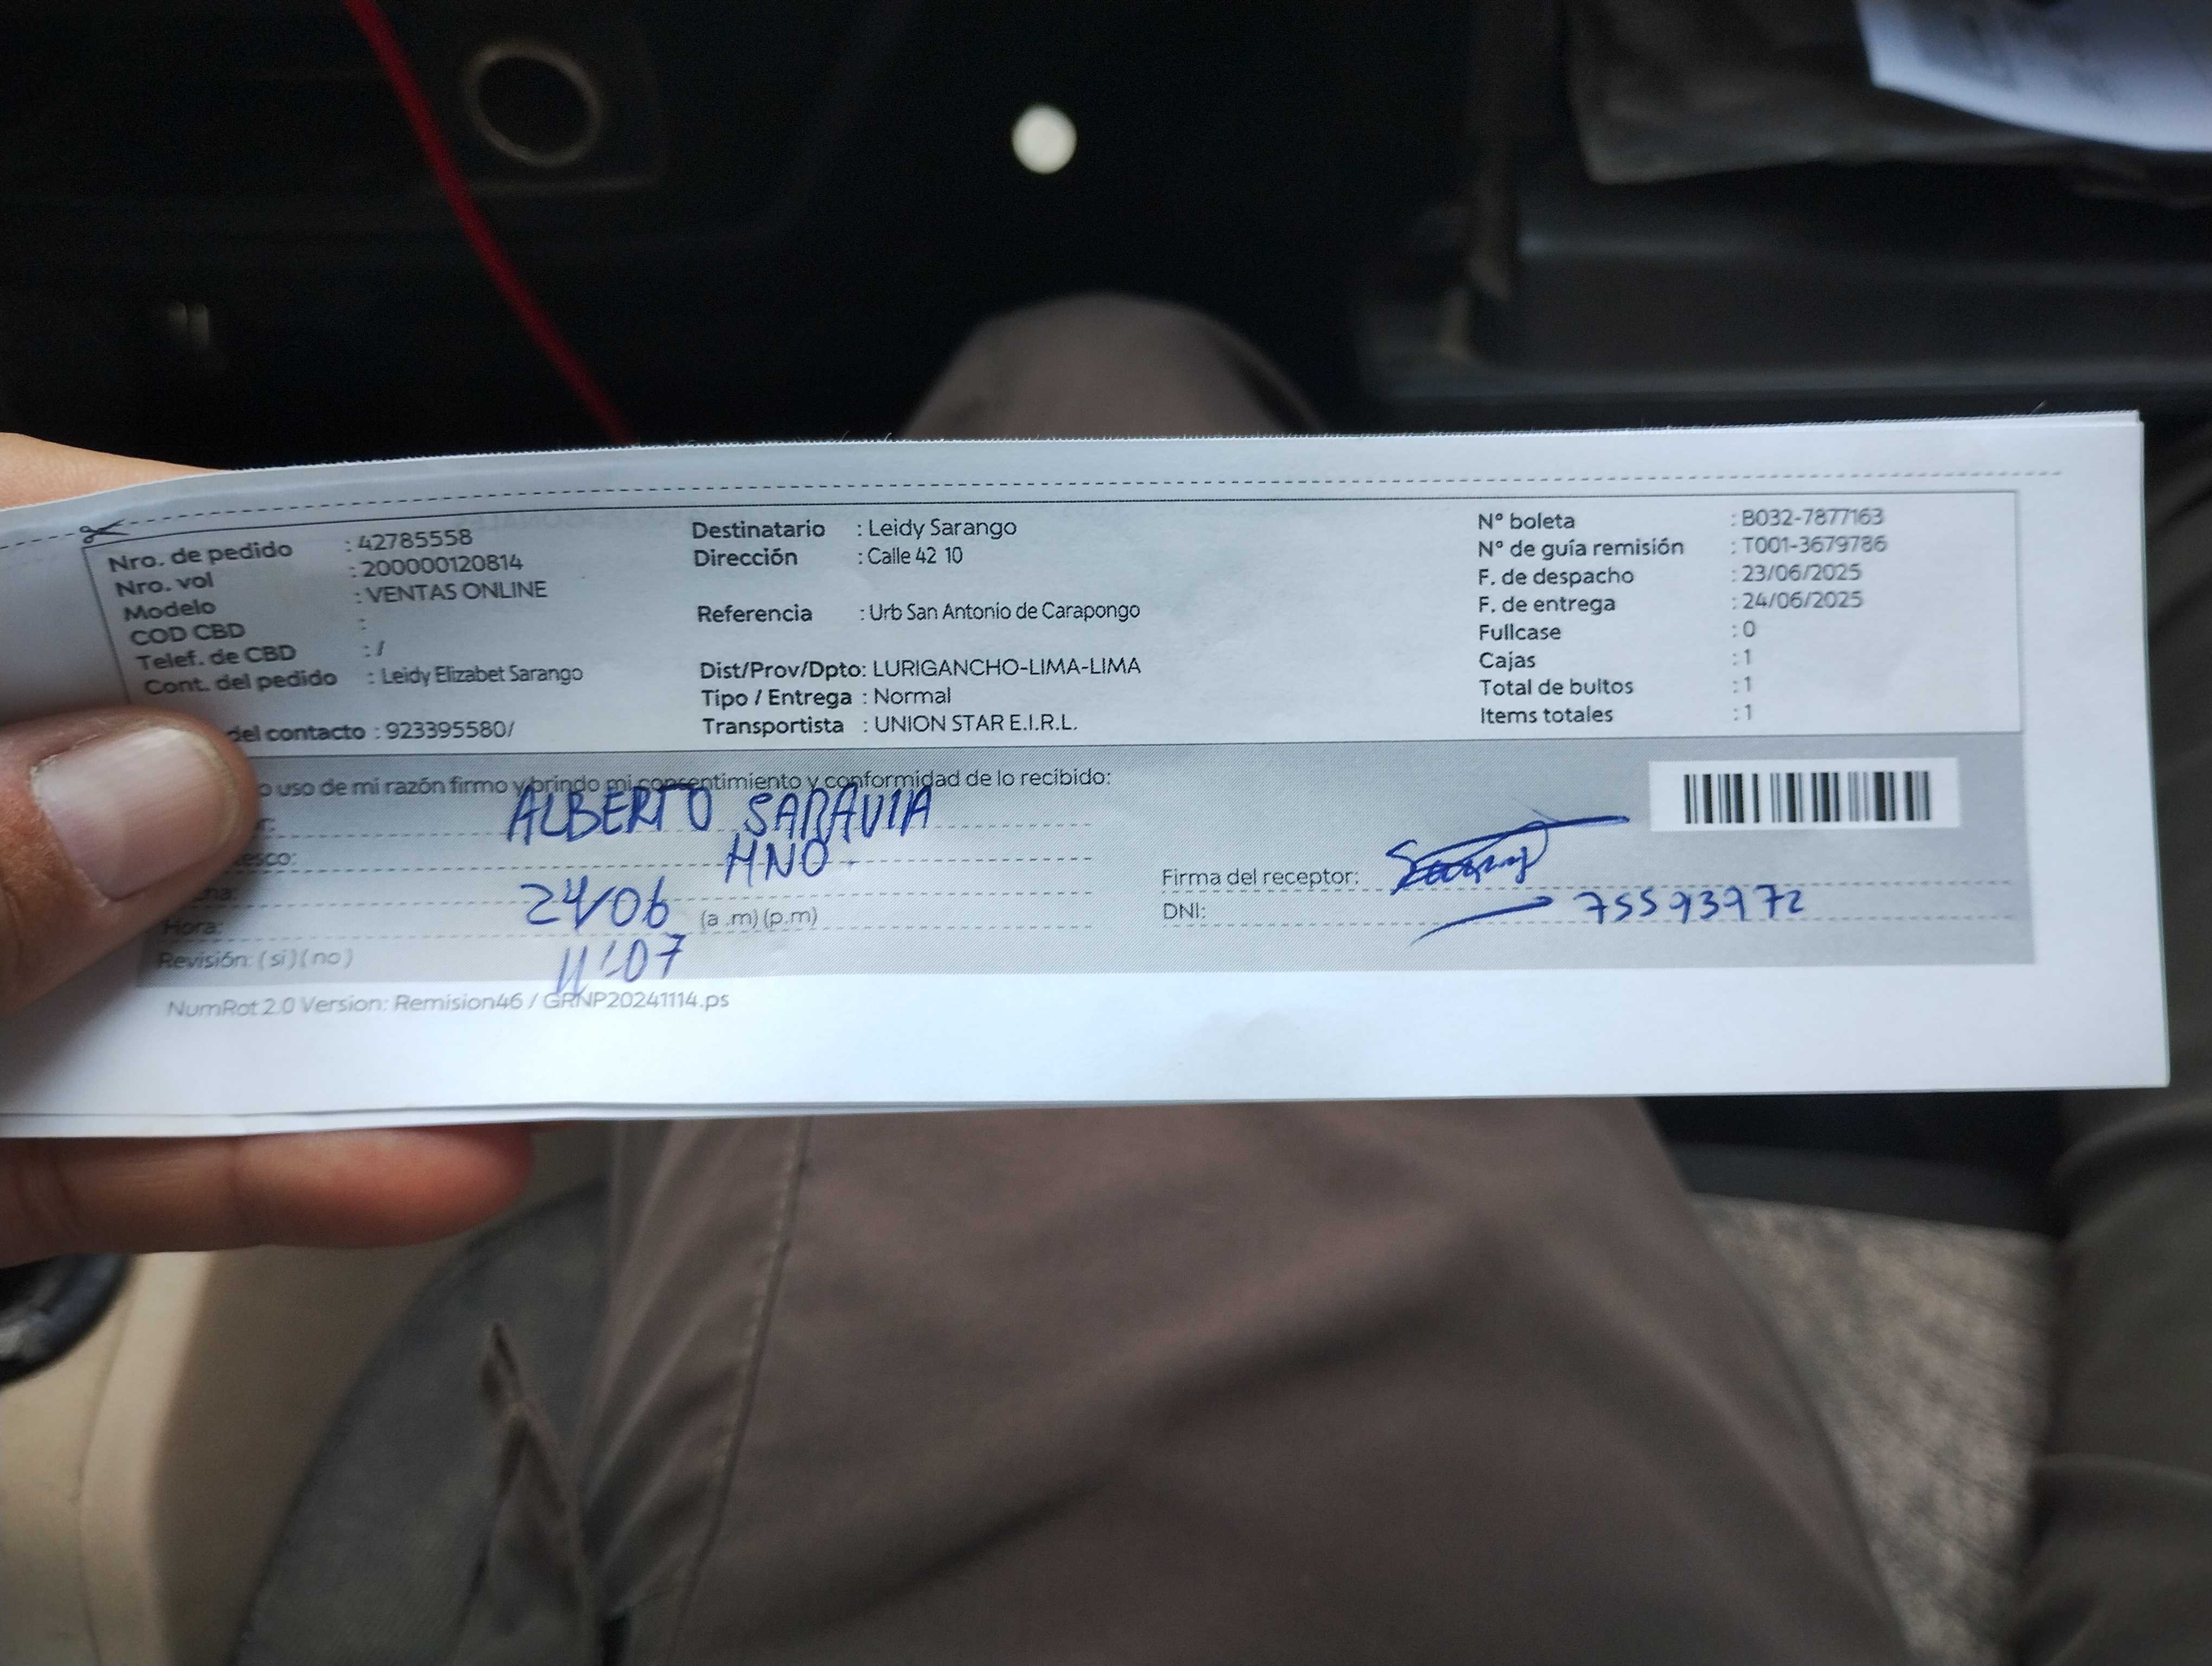 Nro. de pedido : 42785558
Nro. vol : 200000120814
Modelo : VENTAS ONLINE
COD CBD :
Telef. de CBD : /
Cont. del pedido : Leidy Elizabet Sarango
del contacto : 923395580/
Destinatario : Leidy Sarango
Dirección : Calle 42 10
Referencia : Urb San Antonio de Carapongo
Dist/Prov/Dpto: LURIGANCHO-LIMA-LIMA
Tipo / Entrega : Normal
Transportista : UNION STAR E.I.R.L.
N° boleta : B032-7877163
N° de guía remisión : T001-3679786
F. de despacho : 23/06/2025
F. de entrega : 24/06/2025
Fullcase : 0
Cajas : 1
Total de bultos : 1
Items totales : 1
o uso de mi razón firmo y brindo mi consentimiento y conformidad de lo recibido:
ALBERTO SARAVIA
esco: HNO.
24/06
Hora: (a .m) (p.m)
11:07
Revisión: (si) (no)
Firma del receptor:
DNI: 75593972
NumRot 2.0 Version: Remision46 / GRNP20241114.ps